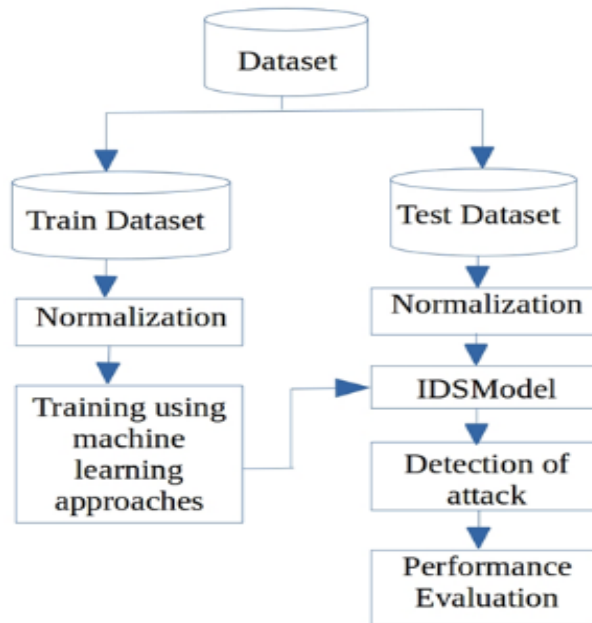 Dataset
Train Dataset
Test Dataset
Normalization
Normalization
Training using
machine
learning
approaches
IDSModel
Detection of
attack
Performance
Evaluation